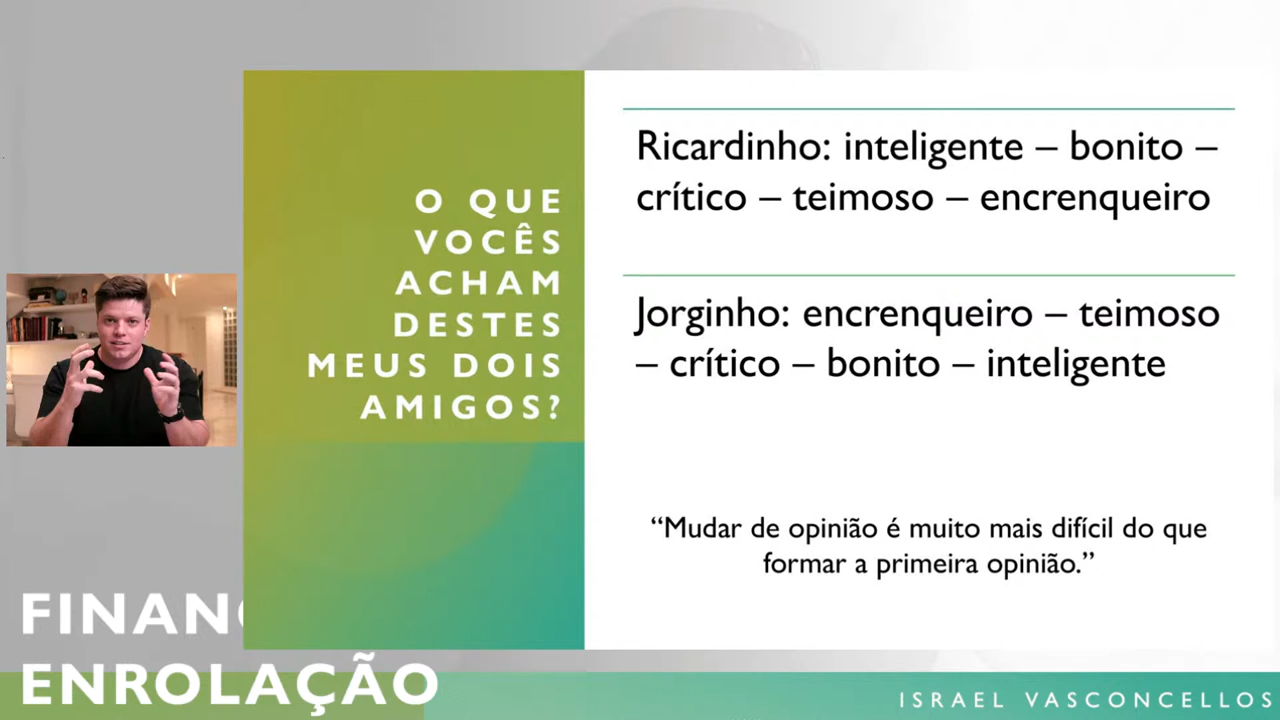 O QUE
VOCÊS
ACHAM
DESTES
MEUS DOIS
AMIGOS?
Ricardinho: inteligente – bonito –
crítico – teimoso – encrenqueiro
Jorginho: encrenqueiro – teimoso
– crítico – bonito – inteligente
“Mudar de opinião é muito mais difícil do que
formar a primeira opinião.”
ENROLAÇÃO
ISRAEL VASCONCELLOS